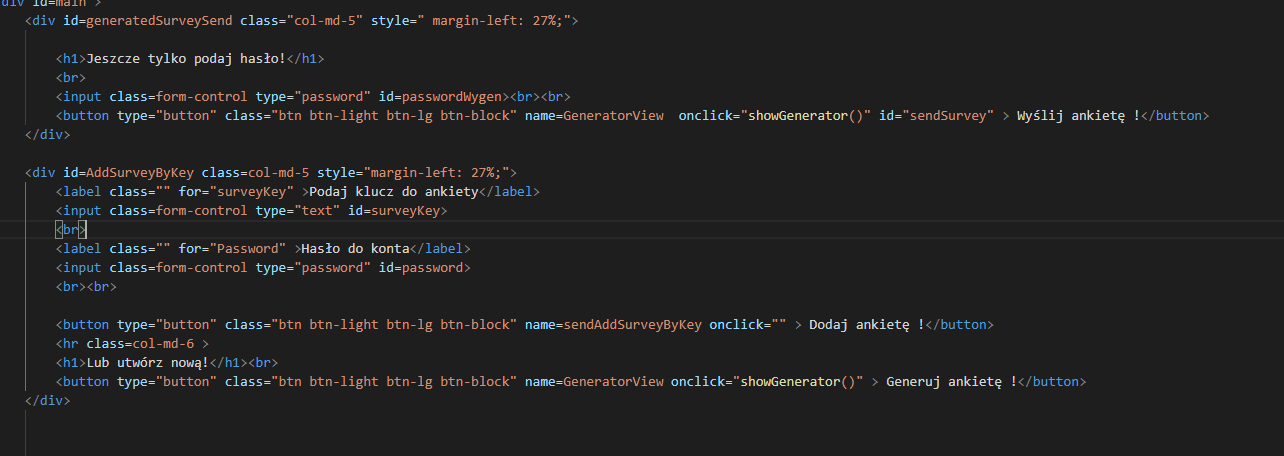 div id=main >
<div id=generatedSurveySend class="col-md-5" style=" margin-left: 27%;">
<h1>Jeszcze tylko podaj hasło!</h1>
<br>
<input class=form-control type="password" id=passwordWygen><br><br>
<button type="button" class="btn btn-light btn-lg btn-block" name=GeneratorView  onclick="showGenerator()" id="sendSurvey" > Wyślij ankietę !</button>
</div>
<div id=AddSurveyByKey class=col-md-5 style="margin-left: 27%;">
<label class="" for="surveyKey" >Podaj klucz do ankiety</label>
<input class=form-control type="text" id=surveyKey>
<br>
<label class="" for="Password" >Hasło do konta</label>
<input class=form-control type="password" id=password>
<br><br>
<button type="button" class="btn btn-light btn-lg btn-block" name=sendAddSurveyByKey onclick="" > Dodaj ankietę !</button>
<hr class=col-md-6 >
<h1>Lub utwórz nową!</h1><br>
<button type="button" class="btn btn-light btn-lg btn-block" name=GeneratorView onclick="showGenerator()" > Generuj ankietę !</button>
</div>